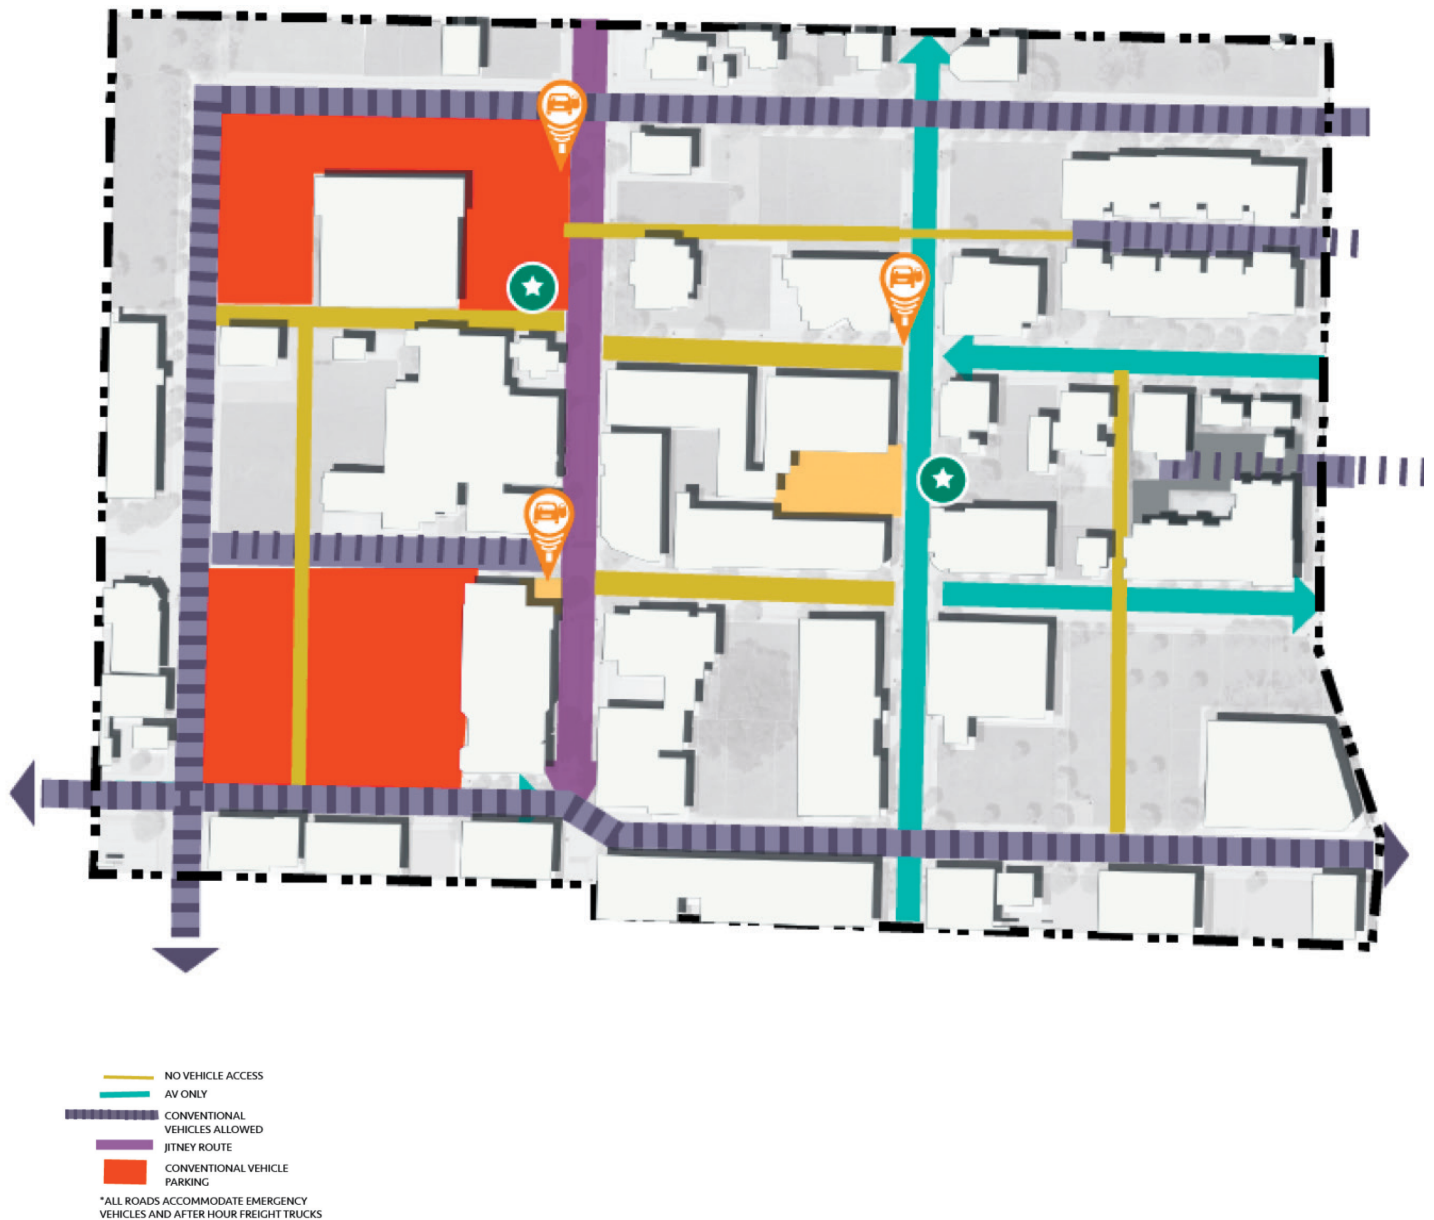 NO VEHICLE ACCESS
AV ONLY
CONVENTIONAL
VEHICLES ALLOWED
JITNEY ROUTE
CONVENTIONAL VEHICLE
PARKING
*ALL ROADS ACCOMMODATE EMERGENCY
VEHICLES AND AFTER HOUR FREIGHT TRUCKS